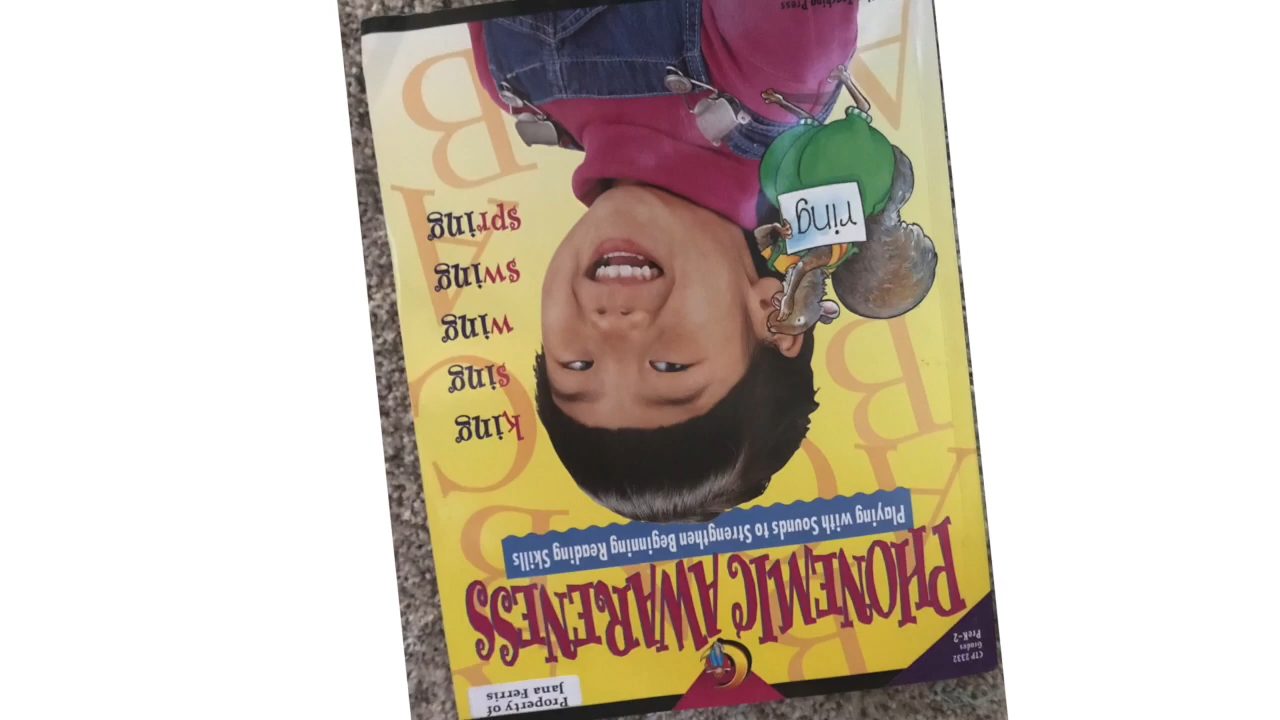 Property of
Jana Ferris
CTP 2332
Grades
PreK-2
PHONEMIC AWARENESS
Playing with Sounds to Strengthen Beginning Reading Skills
king
sing
wing
swing
spring
ring
Press
A B C